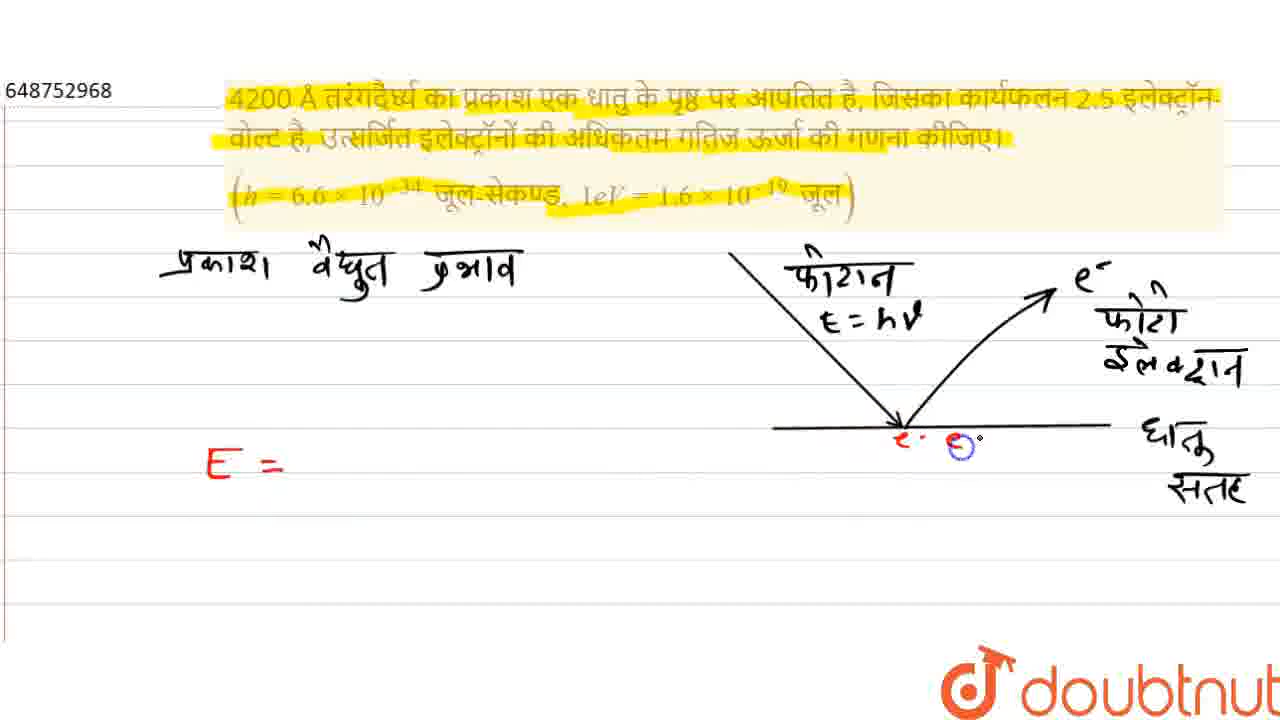 648752968
4200 Å तरंगदैर्ध्य का प्रकाश एक धातु के पृष्ठ पर आपतित है, जिसका कार्यफलन 2.5 इलेक्ट्रॉन-
वोल्ट है, उत्सर्जित इलेक्ट्रॉनों की अधिकतम गतिज ऊर्जा की गणना कीजिए।
(h = 6.6 × 10⁻³⁴ जूल-सेकण्ड, 1eV = 1.6 × 10⁻¹⁹ जूल)
प्रकाश वैद्युत प्रभाव
फोटान
E = hν
e⁻
फोटो
इलेक्ट्रान
e⁻ e
धातु
सतह
E =
doubtnut